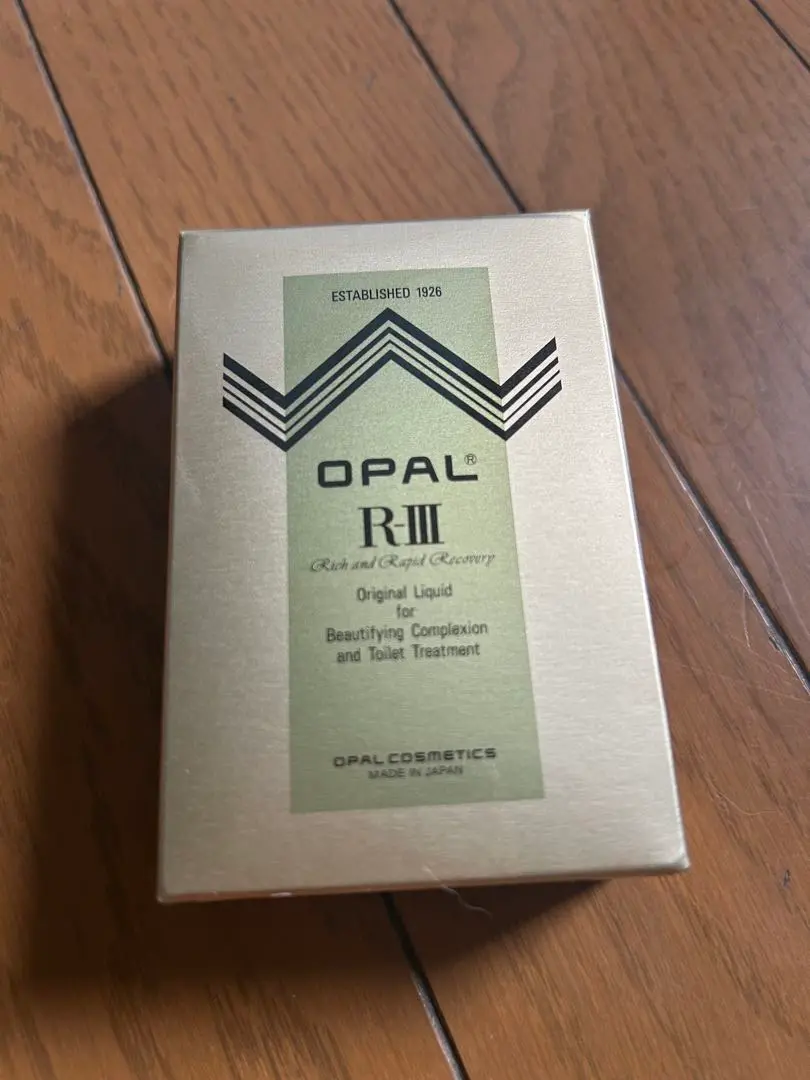 ESTABLISHED 1926
OPAL®
R-III
Rich and Rapid Recovery
Original Liquid
for
Beautifying Complexion
and Toilet Treatment
OPAL COSMETICS
MADE IN JAPAN